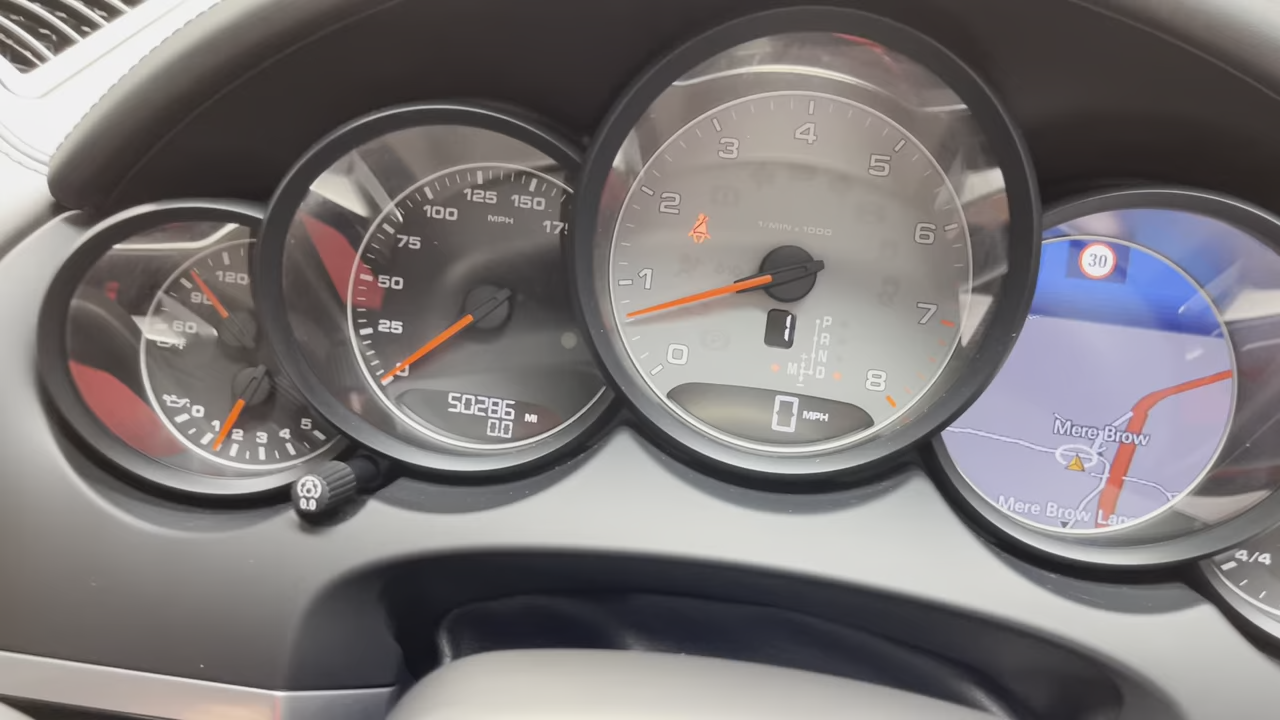 120
90
60
0
1 2 3 4 5
125 150
100
MPH
175
75
50
25
0
50286 MI
0.0
0.0
4
3
5
2
1/MIN x 1000
6
1
7
1
P
R
N
M D
+
-
0
8
0 MPH
30
Mere Brow
Mere Brow Lan
4/4